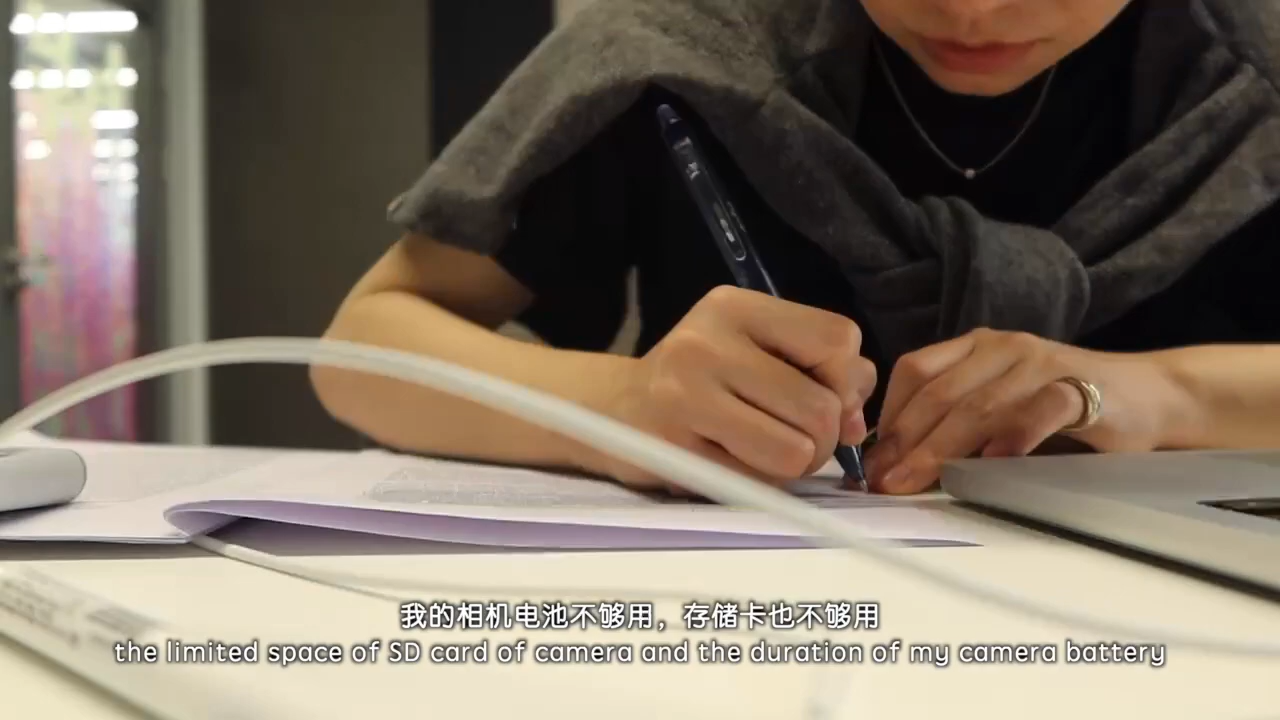 我的相机电池不够用，存储卡也不够用
the limited space of SD card of camera and the duration of my camera battery